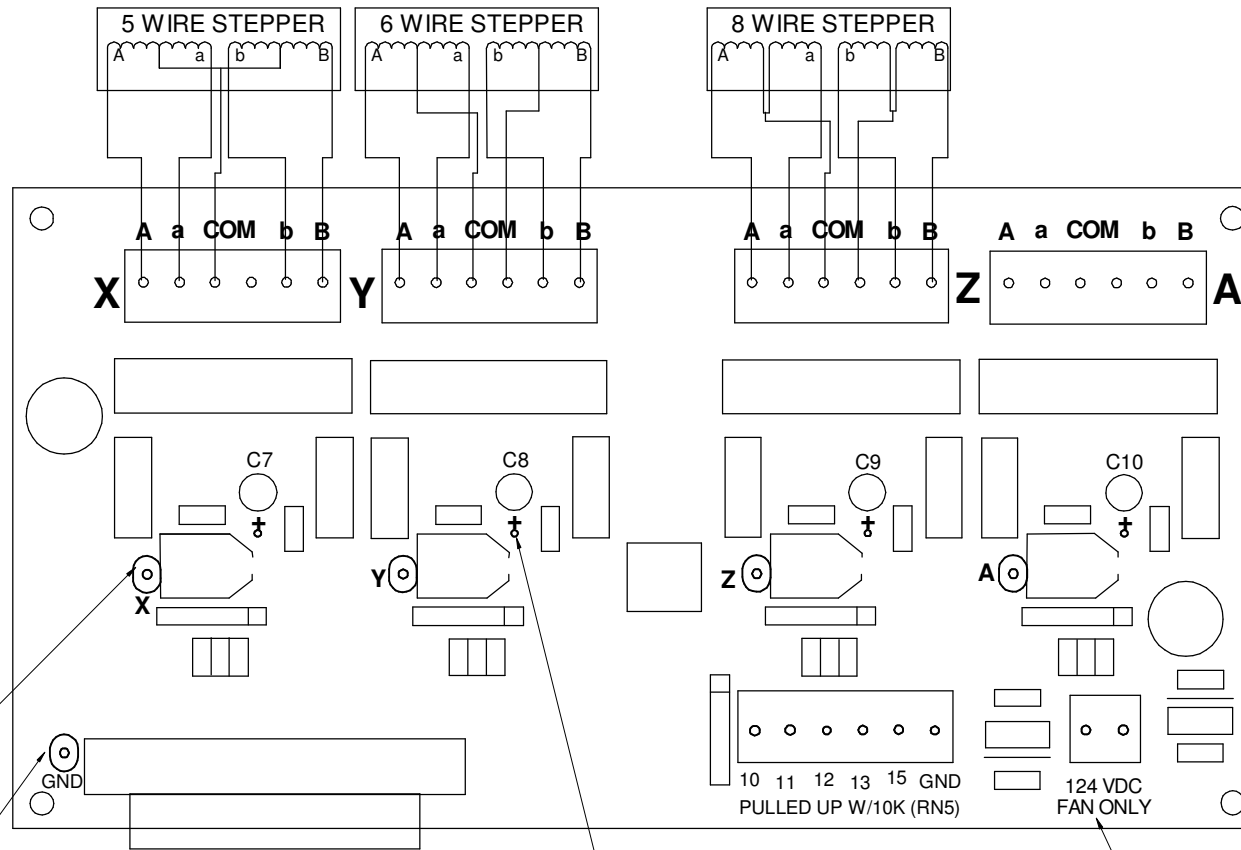 5 WIRE STEPPER
A a b B
6 WIRE STEPPER
A a b B
8 WIRE STEPPER
A a b B
A a COM b B
A a COM b B
A a COM b B
A a COM b B
X
Y
Z
A
C7
C8
C9
C10
+
+
+
+
X
Y
Z
A
GND
10 11 12 13 15 GND
PULLED UP W/10K (RN5)
124 VDC
FAN ONLY